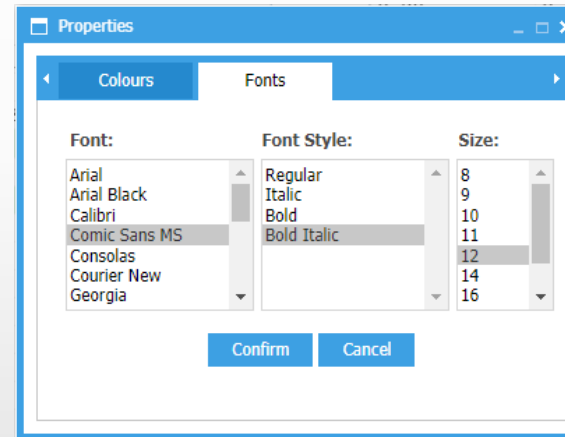 Properties
Colours Fonts
Font: Font Style: Size:
Arial Regular 8
Arial Black Italic 9
Calibri Bold 10
Comic Sans MS Bold Italic 11
Consolas 12
Courier New 14
Georgia 16
Confirm Cancel